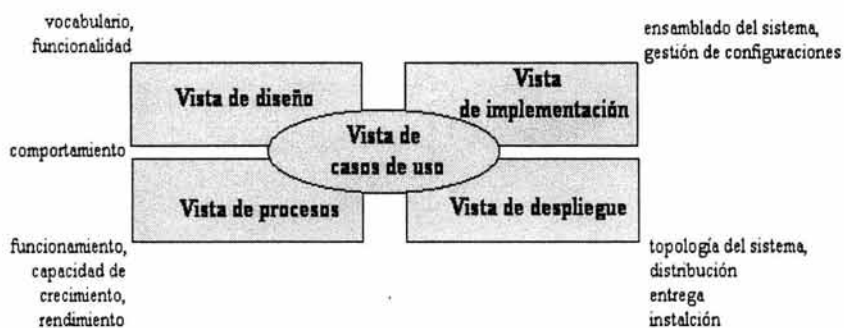 vocabulario,
funcionalidad
ensamblado del sistema,
gestión de configuraciones
Vista de diseño
Vista
de implementación
comportamiento
Vista de
casos de uso
Vista de procesos
Vista de despliegue
funcionamiento,
capacidad de
crecimiento,
rendimiento
topología del sistema,
distribución
entrega
instalción